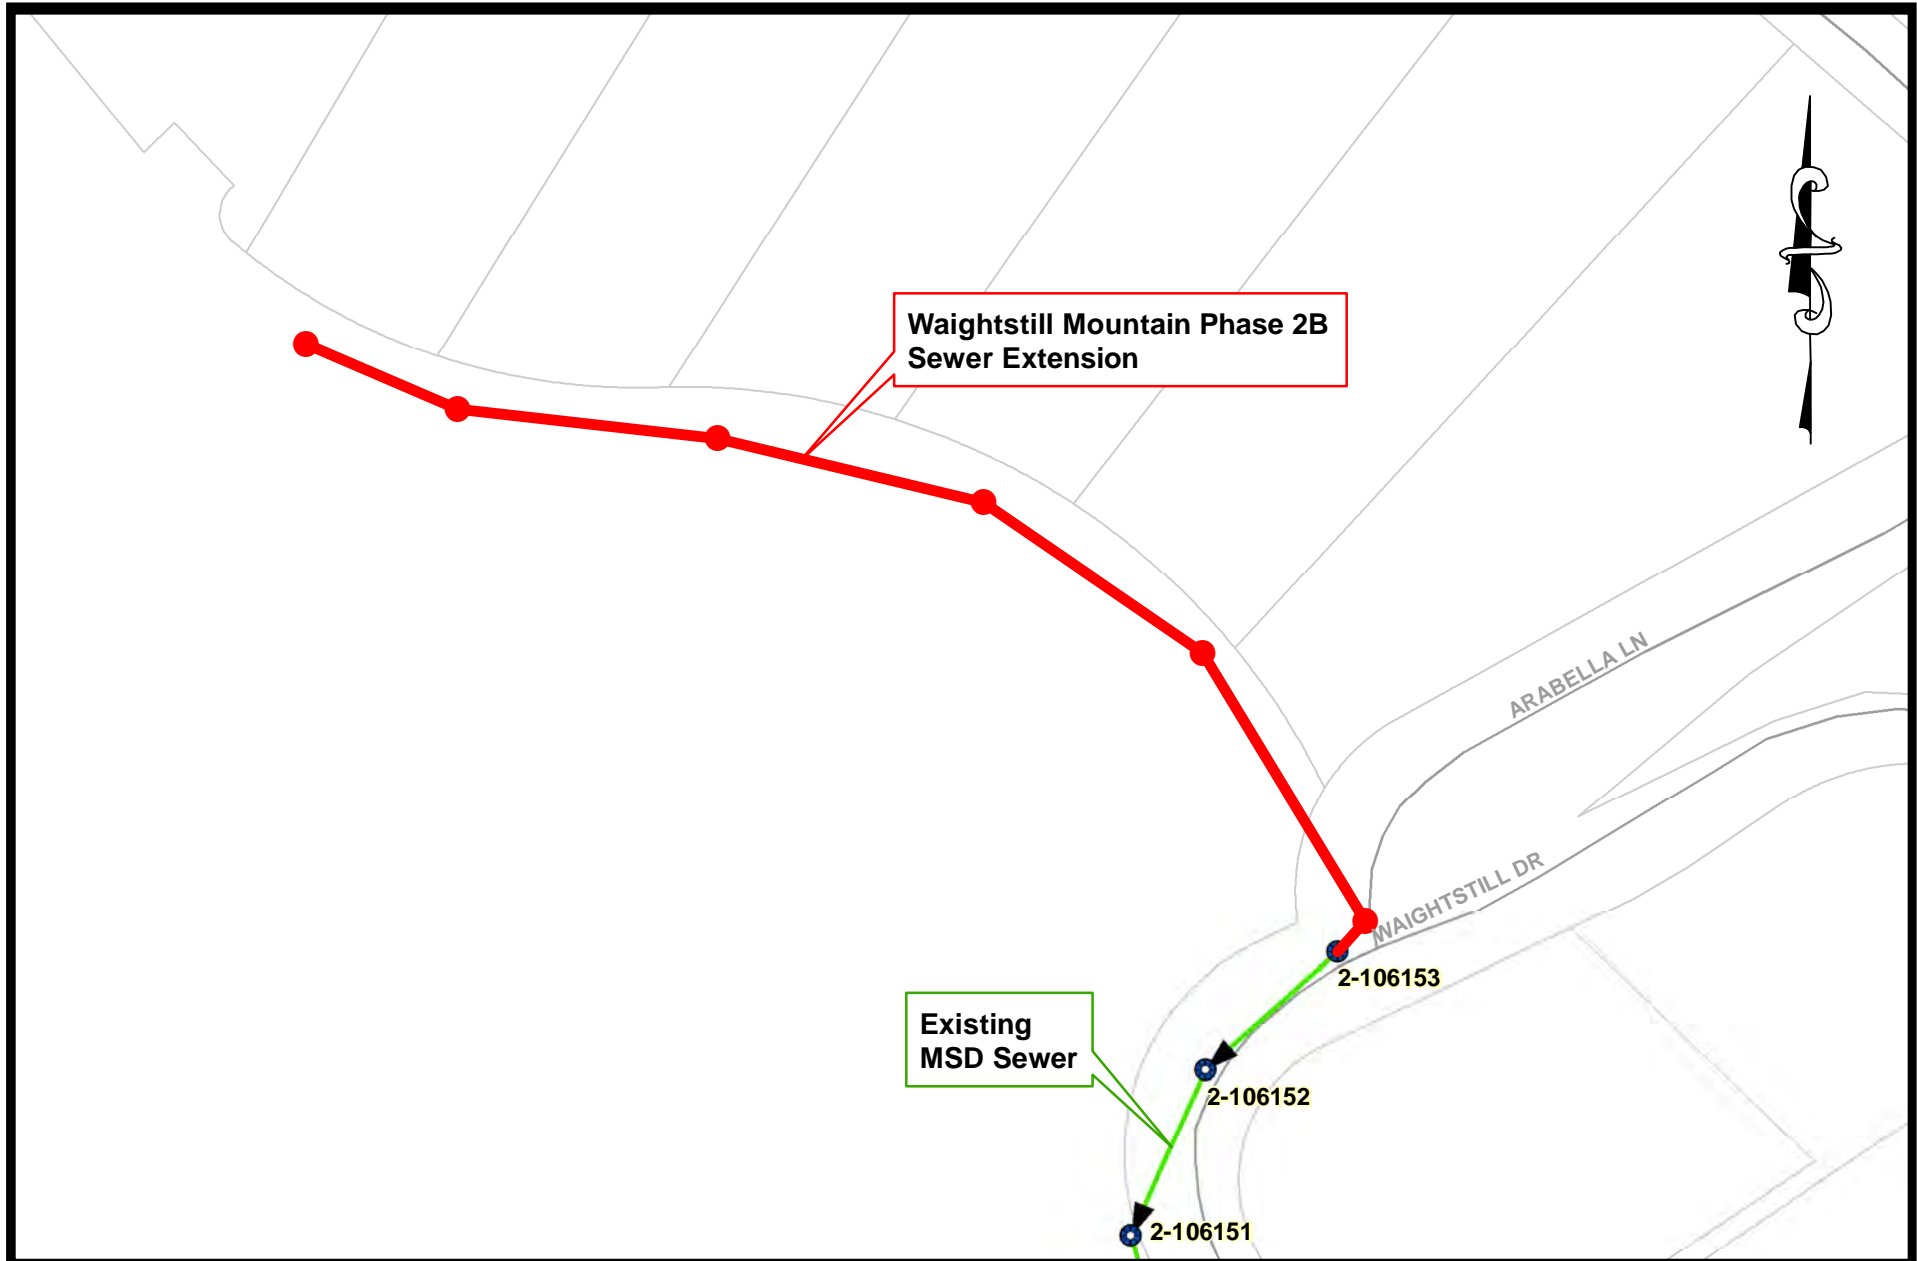 Waightstill Mountain Phase 2B
Sewer Extension
ARABELLA LN
WAIGHTSTILL DR
2-106153
Existing
MSD Sewer
2-106152
2-106151